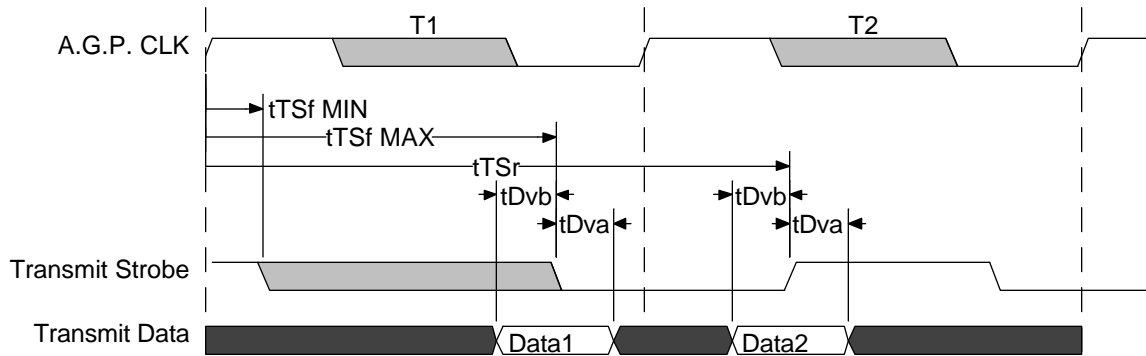 T1 T2
A.G.P. CLK
tTSf MIN
tTSf MAX
tTSr
tDvb tDvb
tDva tDva
Transmit Strobe
Transmit Data Data1 Data2